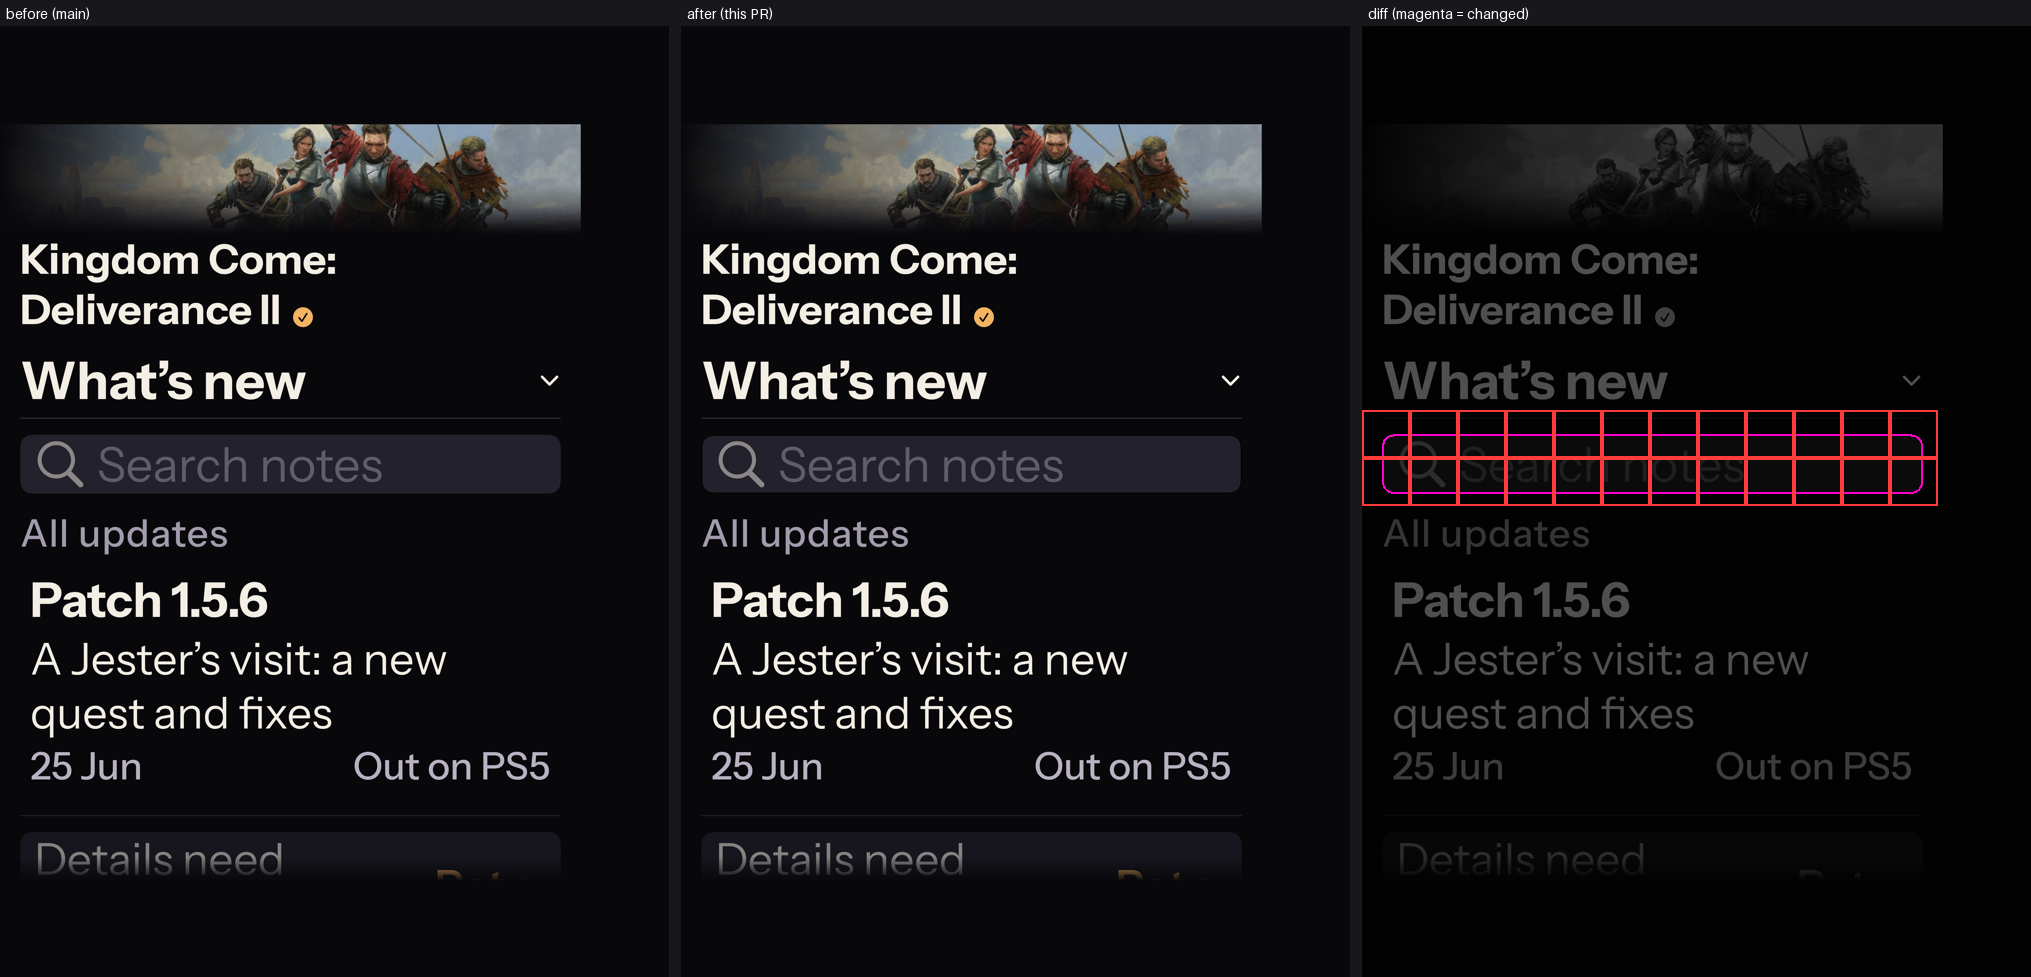 before (main)
Kingdom Come:
Deliverance II
What's new
Search notes
All updates
Patch 1.5.6
A Jester's visit: a new
quest and fixes
25 Jun Out on PS5
Details need
after (this PR)
Kingdom Come:
Deliverance II
What's new
Search notes
All updates
Patch 1.5.6
A Jester's visit: a new
quest and fixes
25 Jun Out on PS5
Details need
diff (magenta = changed)
Kingdom Come:
Deliverance II
What's new
Search notes
All updates
Patch 1.5.6
A Jester's visit: a new
quest and fixes
25 Jun Out on PS5
Details need